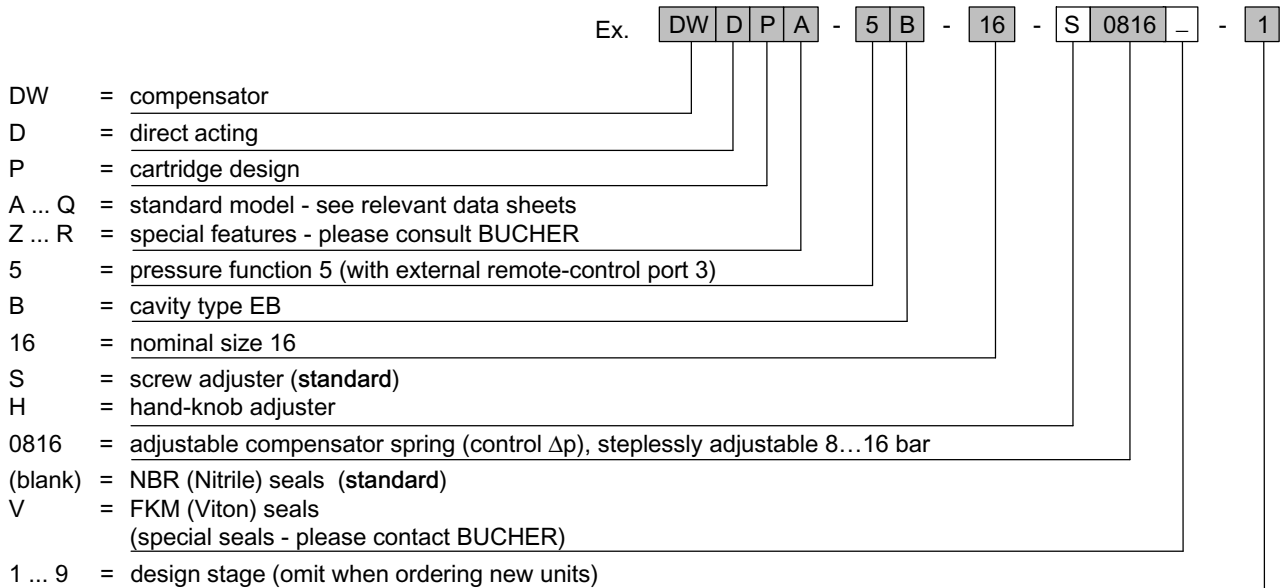 Ex. DW D P A - 5 B - 16 - S 0816 _ - 1
DW = compensator
D = direct acting
P = cartridge design
A ... Q = standard model - see relevant data sheets
Z ... R = special features - please consult BUCHER
5 = pressure function 5 (with external remote-control port 3)
B = cavity type EB
16 = nominal size 16
S = screw adjuster (standard)
H = hand-knob adjuster
0816 = adjustable compensator spring (control Δp), steplessly adjustable 8…16 bar
(blank) = NBR (Nitrile) seals (standard)
V = FKM (Viton) seals
(special seals - please contact BUCHER)
1 ... 9 = design stage (omit when ordering new units)